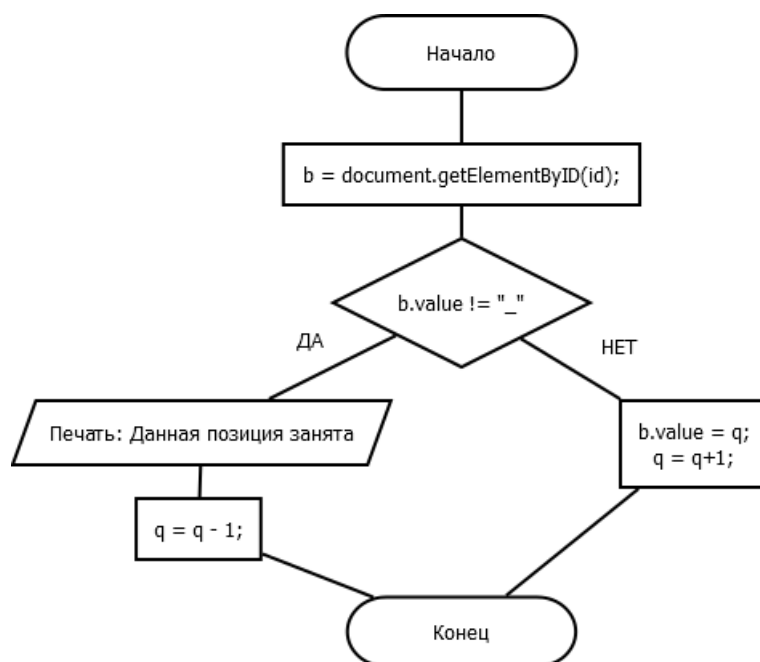 Начало
b = document.getElementByID(id);
b.value != "_"
ДА
НЕТ
Печать: Данная позиция занята
b.value = q;
q = q+1;
q = q - 1;
Конец